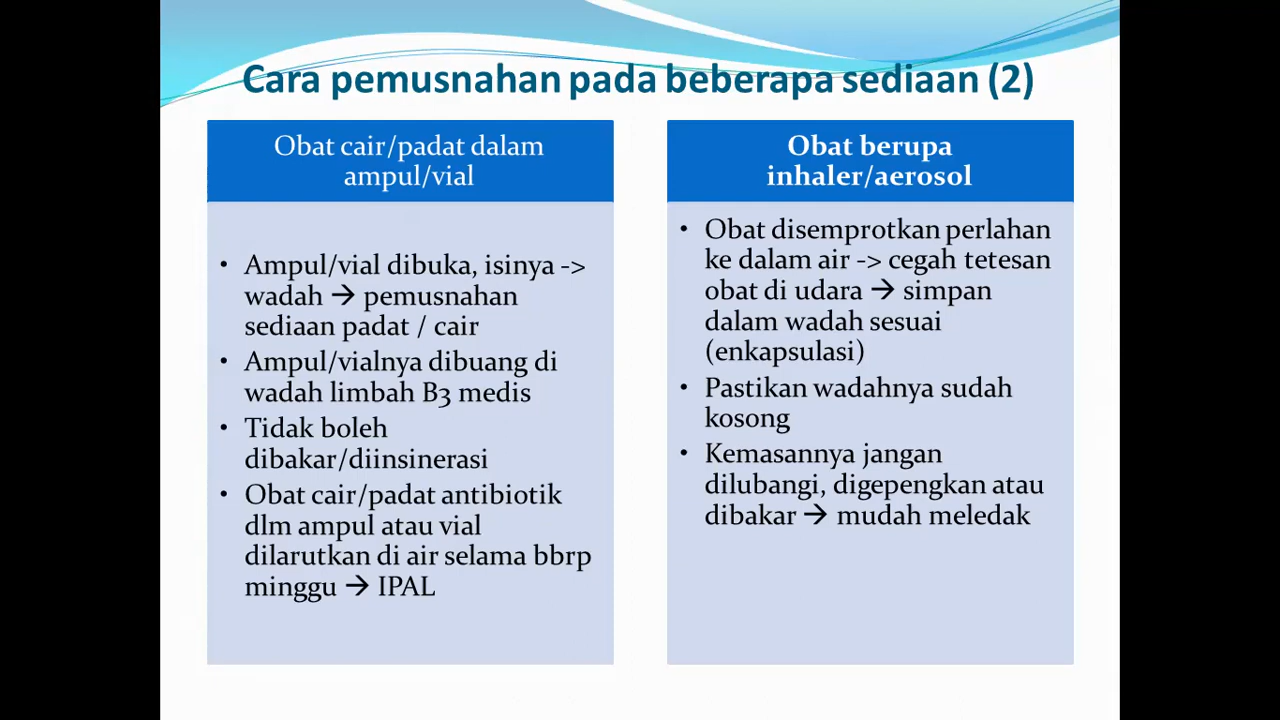 Cara pemusnahan pada beberapa sediaan (2)
Obat cair/padat dalam
ampul/vial
• Ampul/vial dibuka, isinya ->
wadah → pemusnahan
sediaan padat / cair
• Ampul/vialnya dibuang di
wadah limbah B3 medis
• Tidak boleh
dibakar/diinsinerasi
• Obat cair/padat antibiotik
dlm ampul atau vial
dilarutkan di air selama bbrp
minggu → IPAL
Obat berupa
inhaler/aerosol
• Obat disemprotkan perlahan
ke dalam air -> cegah tetesan
obat di udara → simpan
dalam wadah sesuai
(enkapsulasi)
• Pastikan wadahnya sudah
kosong
• Kemasannya jangan
dilubangi, digepengkan atau
dibakar → mudah meledak